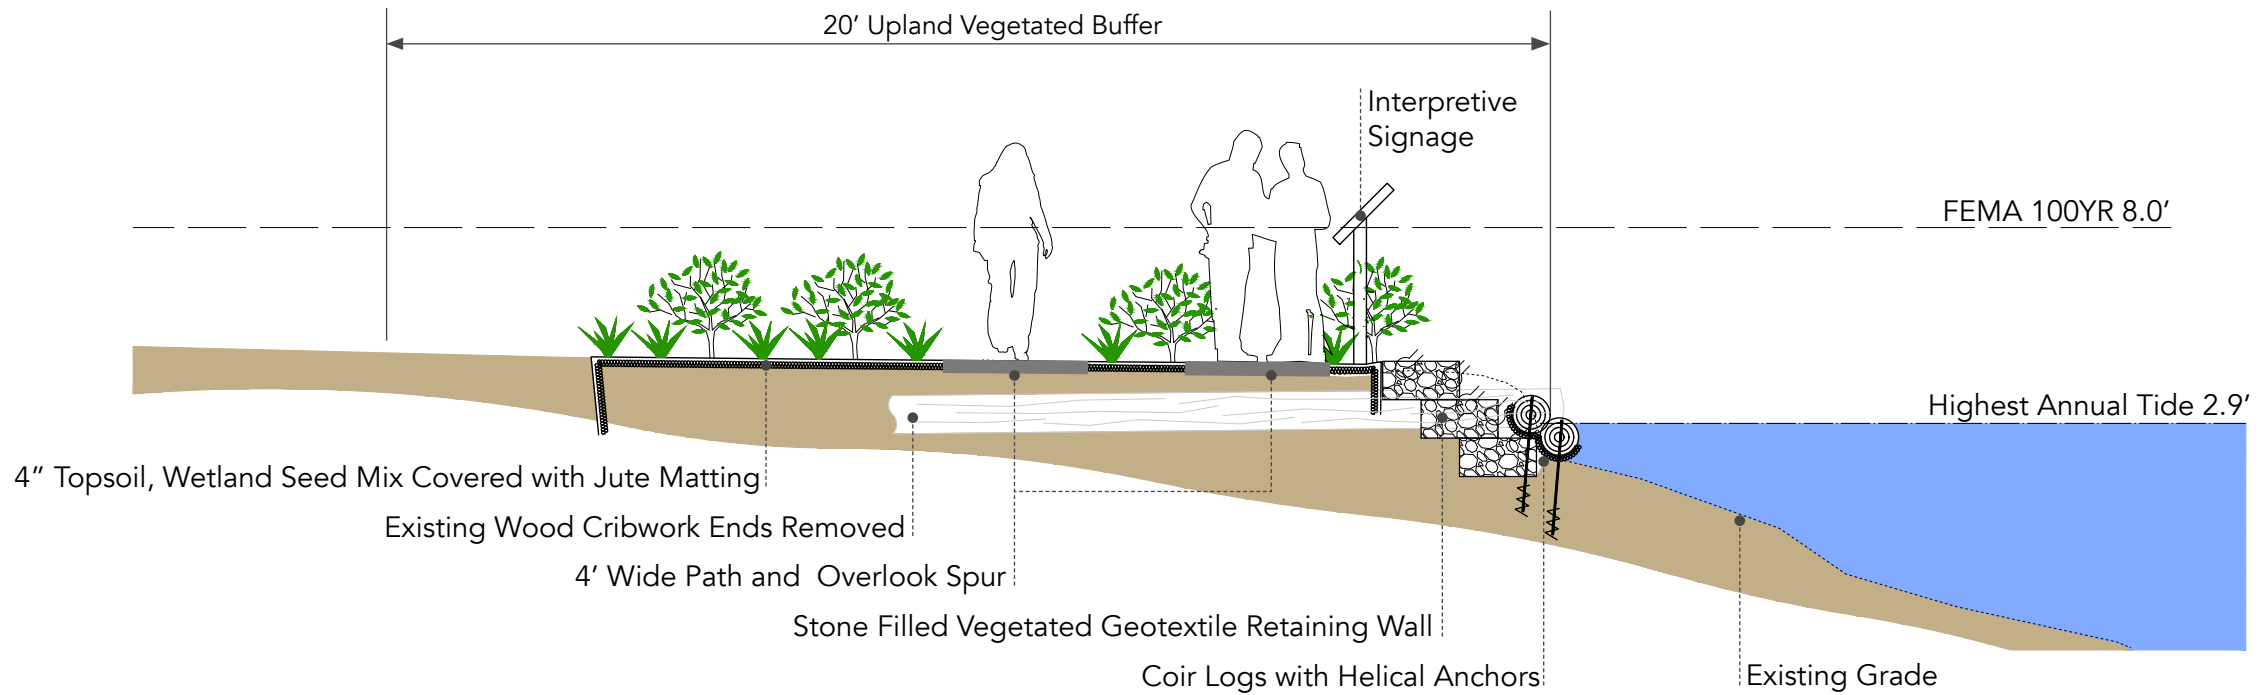 20’ Upland Vegetated Buffer
Interpretive
Signage
FEMA 100YR 8.0’
Highest Annual Tide 2.9’
4” Topsoil, Wetland Seed Mix Covered with Jute Matting
Existing Wood Cribwork Ends Removed
4’ Wide Path and  Overlook Spur
Stone Filled Vegetated Geotextile Retaining Wall
Coir Logs with Helical Anchors
Existing Grade